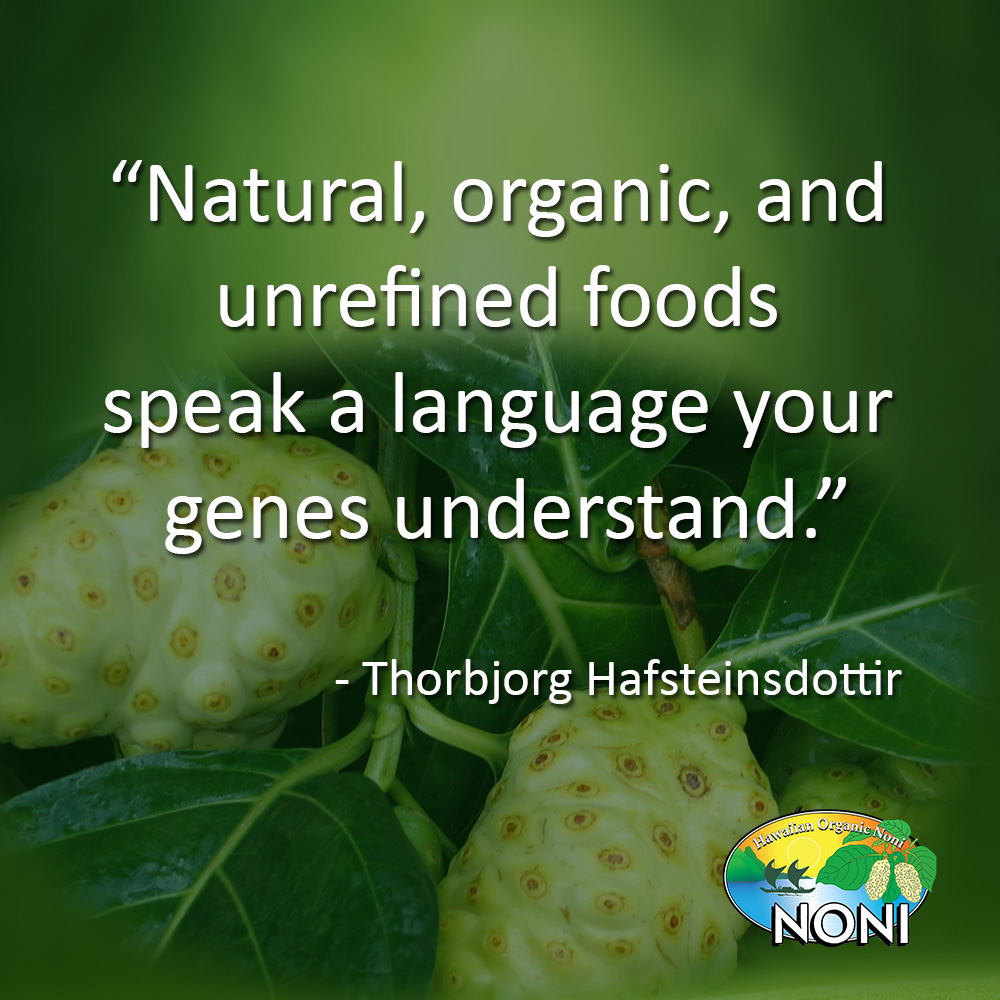 “Natural, organic, and
unrefined foods
speak a language your
genes understand.”
- Thorbjorg Hafsteinsdottir
Hawaiian Organic Noni
NONI